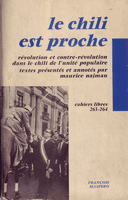 le chili
est proche
révolution et contre-révolution
dans le chili de l'unité populaire
textes présentés et annotés par
maurice najman
cahiers libres
263-264
FRANÇOIS
MASPERO